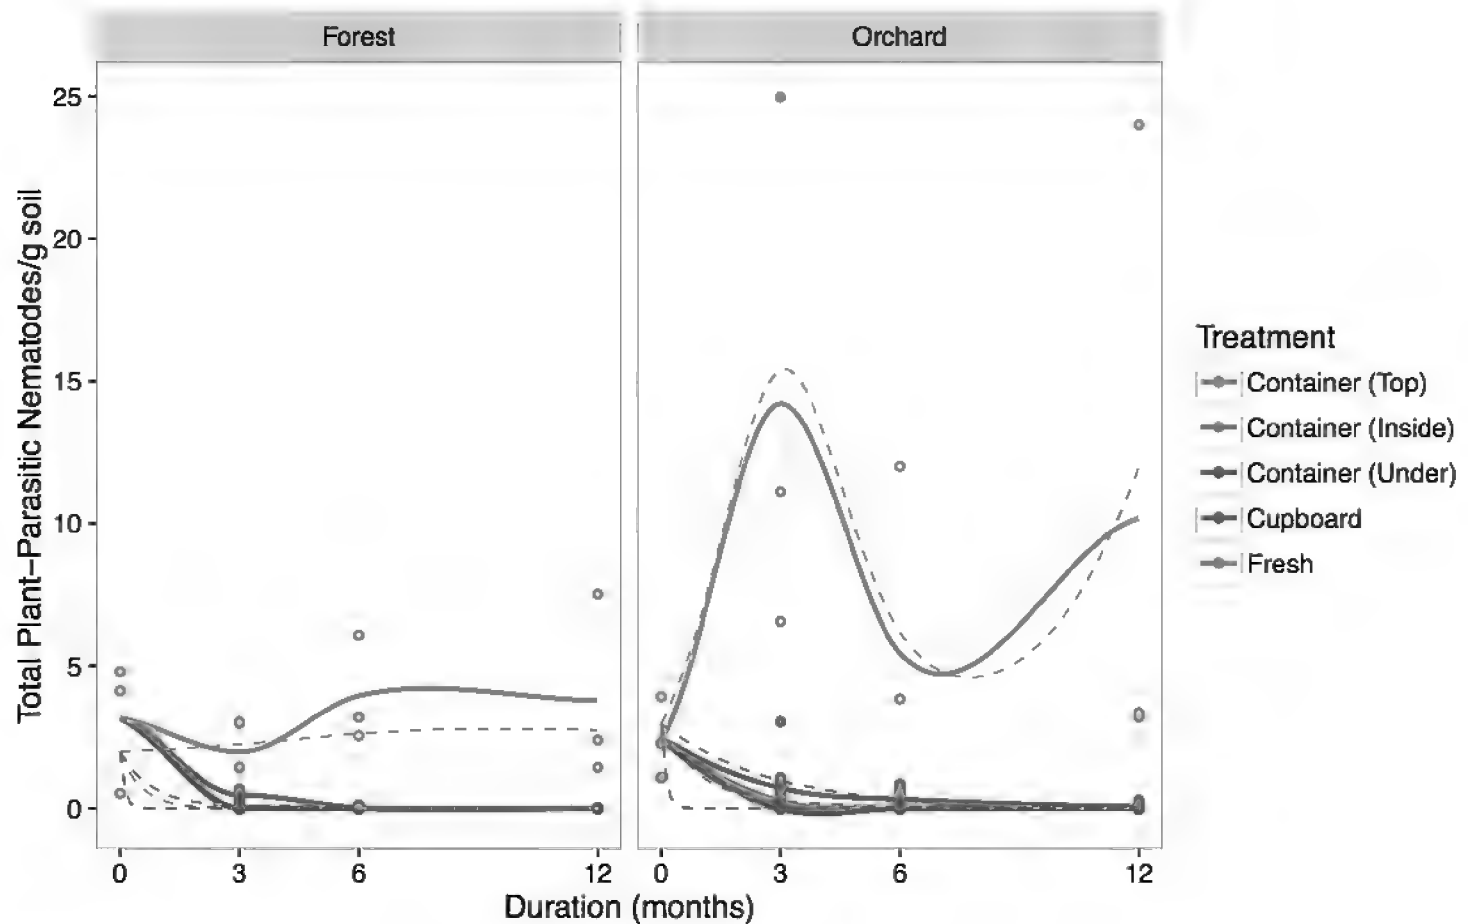 Forest
Orchard
Total Plant−Parasitic Nematodes/g soil
25
20
15
10
5
0
0 3 6 12
0 3 6 12
Duration (months)
Treatment
Container (Top)
Container (Inside)
Container (Under)
Cupboard
Fresh